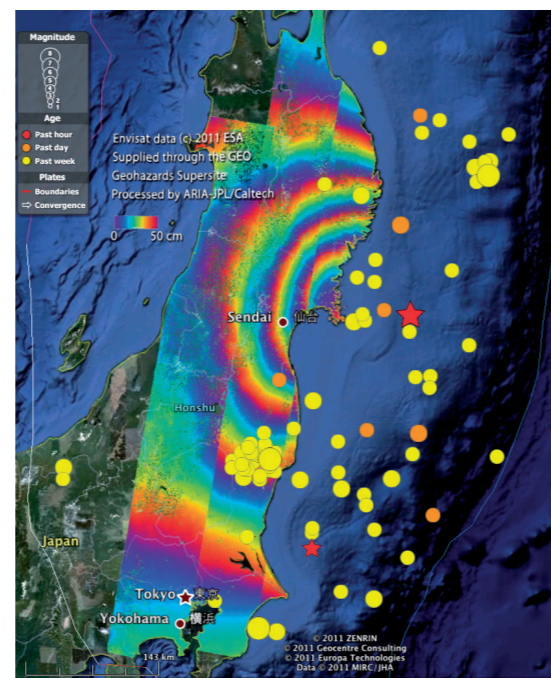 Magnitude
8
7
6
5
4
3
2
1
Age
Past hour
Past day
Past week
Plates
Boundaries
Convergence
Envisat data (c) 2011 ESA
Supplied through the GEO
Geohazards Supersite
Processed by ARIA-JPL/Caltech
0 50 cm
Sendai 仙台
Honshu
Japan
Tokyo 東京
Yokohama 横浜
143 km
© 2011 ZENRIN
© 2011 Geocentre Consulting
© 2011 Europa Technologies
Data © 2011 MIRC/JHA